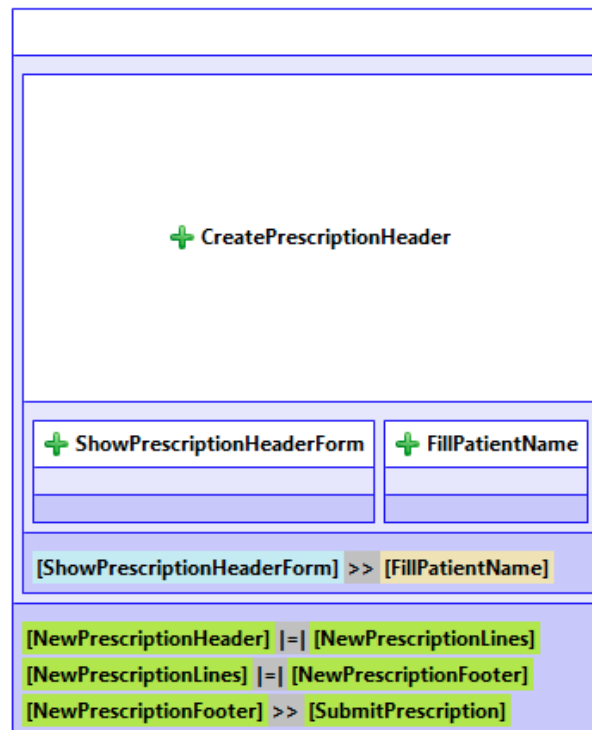 CreatePrescriptionHeader
ShowPrescriptionHeaderForm FillPatientName
[ShowPrescriptionHeaderForm] >> [FillPatientName]
[NewPrescriptionHeader] |=| [NewPrescriptionLines]
[NewPrescriptionLines] |=| [NewPrescriptionFooter]
[NewPrescriptionFooter] >> [SubmitPrescription]